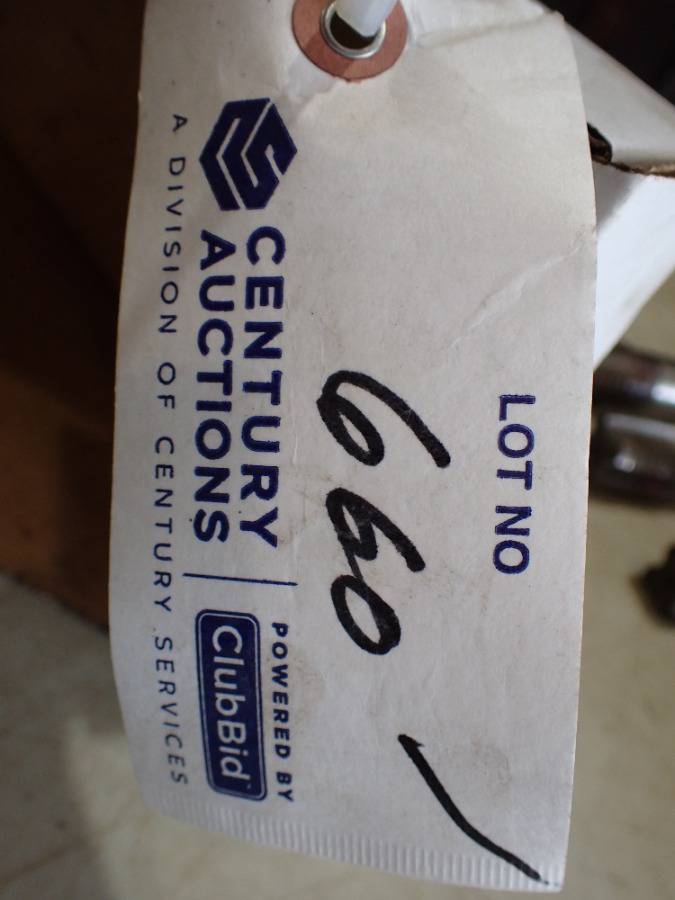 LOT NO
660
CENTURY
AUCTIONS
POWERED BY
ClubBid
A DIVISION OF CENTURY SERVICES